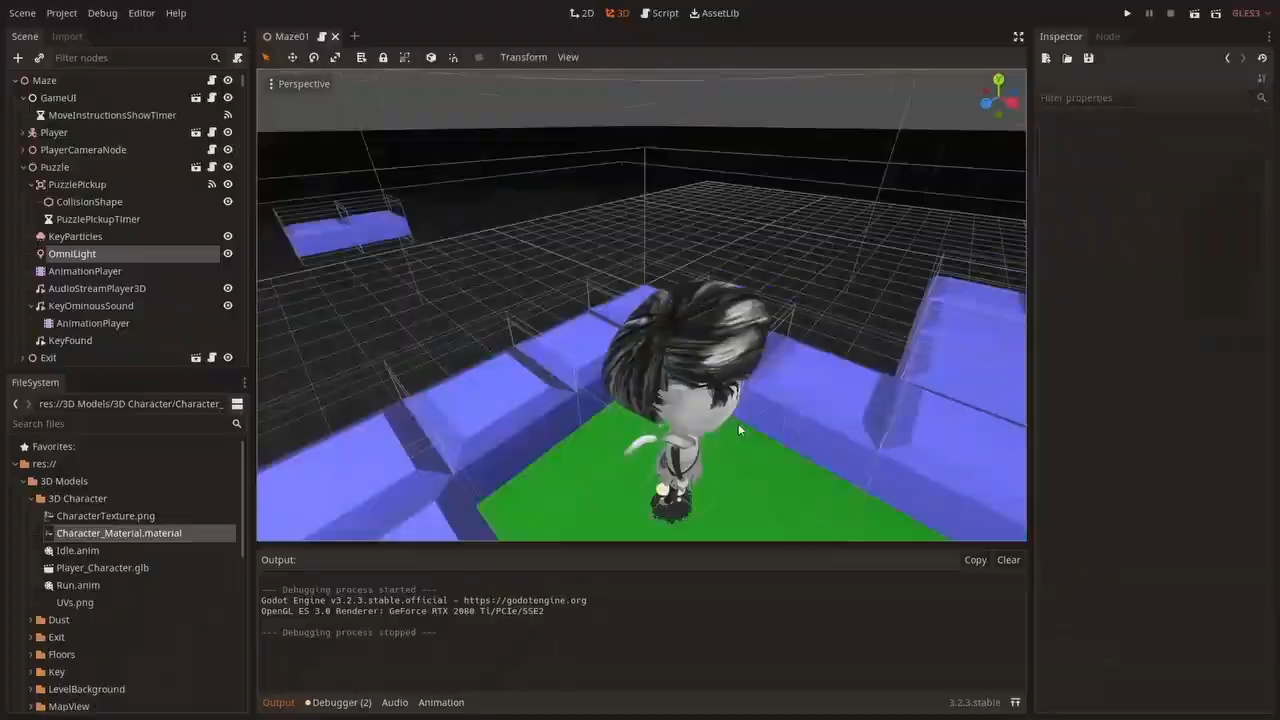 Scene Project Debug Editor Help 2D 3D Script AssetLib GLES3
Scene Import Maze01 Inspector Node
Filter nodes Transform View
Perspective Y
Filter properties
Maze
GameUI
MoveInstructionsShowTimer
Player
PlayerCameraNode
Puzzle
PuzzlePickup
CollisionShape
PuzzlePickupTimer
KeyParticles
OmniLight
AnimationPlayer
AudioStreamPlayer3D
KeyOminousSound
AnimationPlayer
KeyFound
Exit
FileSystem
res://3D Models/3D Character/Character_
Search files
Favorites:
res://
3D Models
3D Character
CharacterTexture.png
Character_Material.material
Idle.anim
Player_Character.glb
Run.anim
UVs.png
Dust
Exit
Floors
Key
LevelBackground
MapView
Output: Copy Clear
--- Debugging process started ---
Godot Engine v3.2.3.stable.official - https://godotengine.org
OpenGL ES 3.0 Renderer: GeForce RTX 2080 Ti/PCIe/SSE2
--- Debugging process stopped ---
Output Debugger (2) Audio Animation 3.2.3.stable